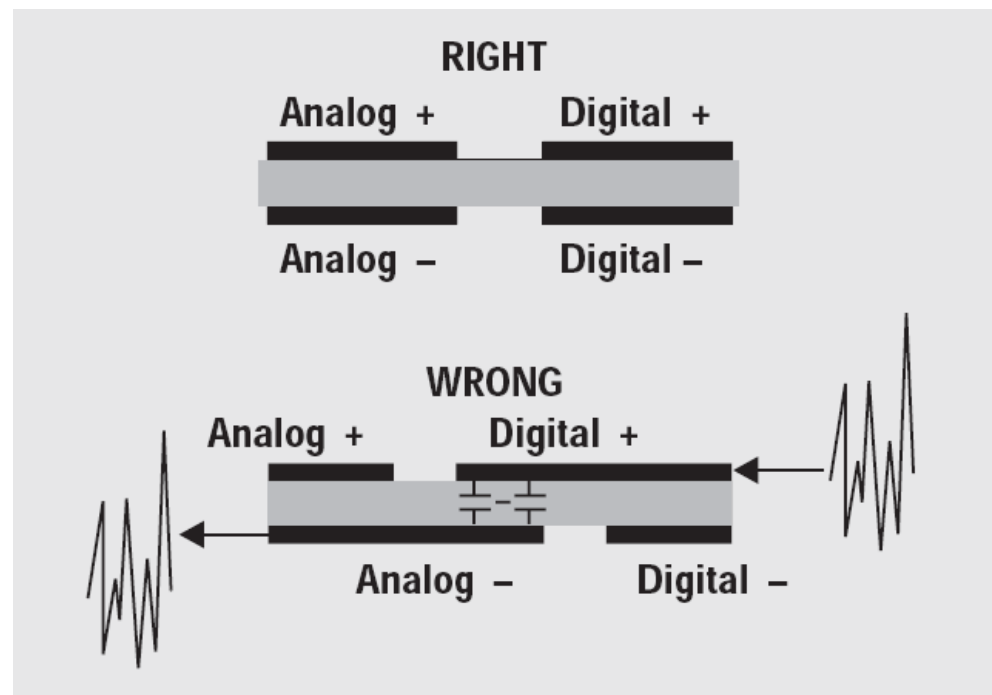 RIGHT
Analog + Digital +
Analog – Digital –
WRONG
Analog + Digital +
Analog – Digital –